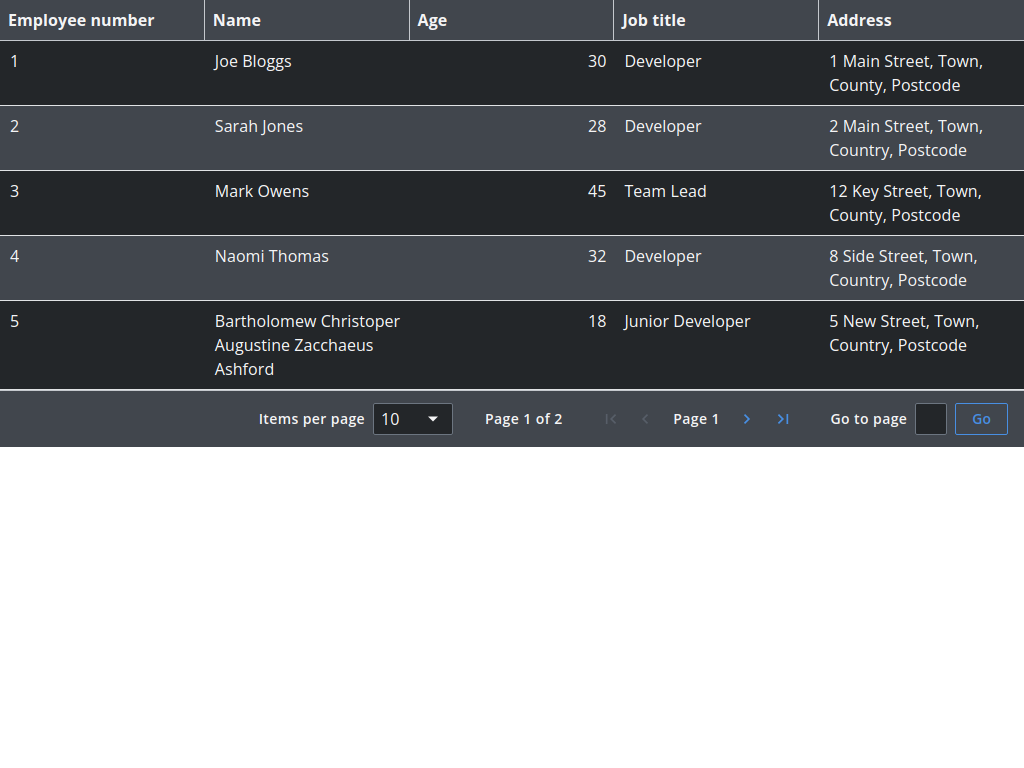 Employee number Name Age Job title Address
1 Joe Bloggs 30 Developer 1 Main Street, Town,
County, Postcode
2 Sarah Jones 28 Developer 2 Main Street, Town,
Country, Postcode
3 Mark Owens 45 Team Lead 12 Key Street, Town,
County, Postcode
4 Naomi Thomas 32 Developer 8 Side Street, Town,
Country, Postcode
5 Bartholomew Christoper 18 Junior Developer 5 New Street, Town,
Augustine Zacchaeus Country, Postcode
Ashford
Items per page 10 Page 1 of 2 Page 1 Go to page Go